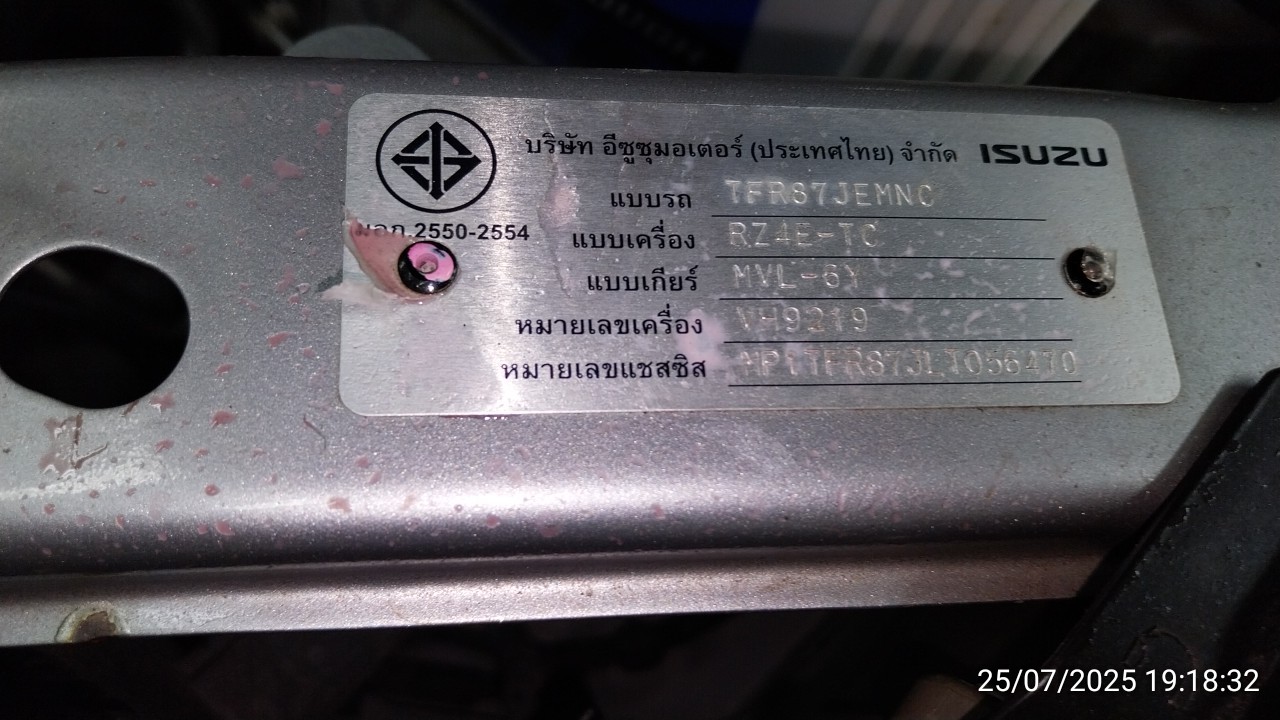 บริษัท อีซูซุมอเตอร์ (ประเทศไทย) จำกัด ISUZU
แบบรถ TFR87JEMNC
มอก.2550-2554
แบบเครื่อง RZ4E-TC
แบบเกียร์ MVL-6Y
หมายเลขเครื่อง VH9219
หมายเลขแชสซิส
25/07/2025 19:18:32